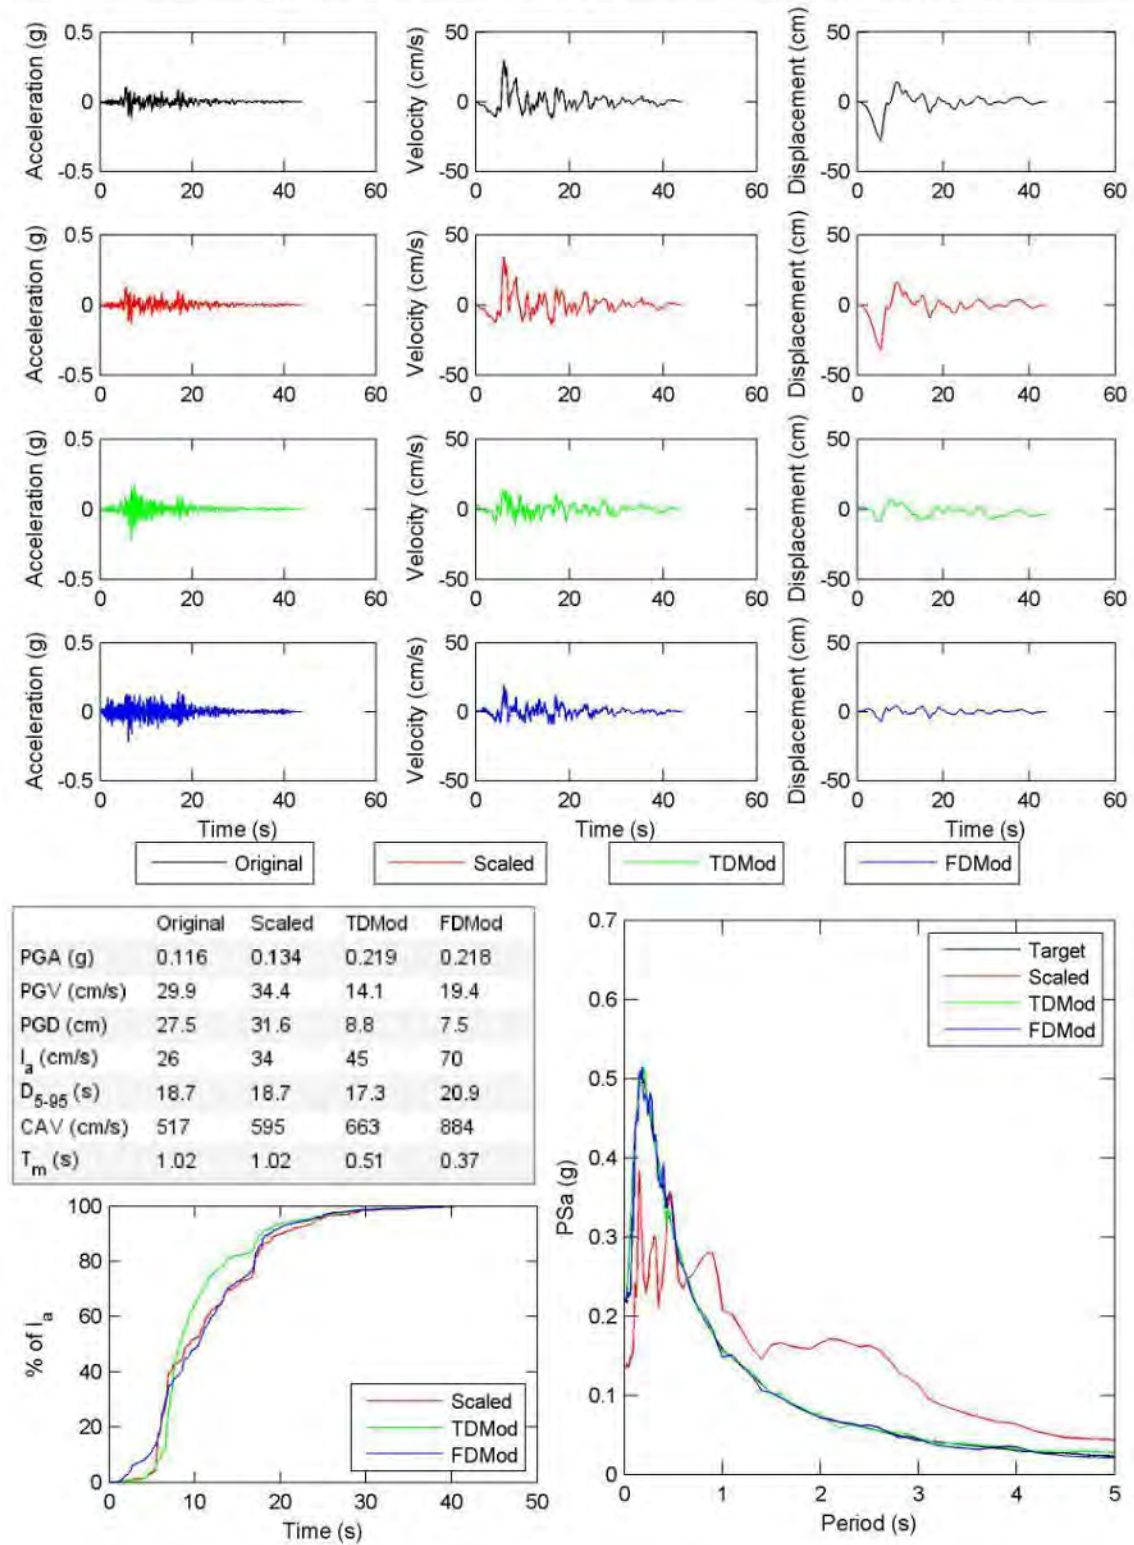 0.5
0
-0.5
0 20 40 60
Acceleration (g)
50
0
-50
0 20 40 60
Velocity (cm/s)
50
0
-50
0 20 40 60
Displacement (cm)
0.5
0
-0.5
0 20 40 60
Acceleration (g)
50
0
-50
0 20 40 60
Velocity (cm/s)
50
0
-50
0 20 40 60
Displacement (cm)
0.5
0
-0.5
0 20 40 60
Acceleration (g)
50
0
-50
0 20 40 60
Velocity (cm/s)
50
0
-50
0 20 40 60
Displacement (cm)
0.5
0
-0.5
0 20 40 60
Acceleration (g)
Time (s)
50
0
-50
0 20 40 60
Velocity (cm/s)
Time (s)
50
0
-50
0 20 40 60
Displacement (cm)
Time (s)
Original
Scaled
TDMod
FDMod
Original Scaled TDMod FDMod
PGA (g) 0.116 0.134 0.219 0.218
PGV (cm/s) 29.9 34.4 14.1 19.4
PGD (cm) 27.5 31.6 8.8 7.5
Ia (cm/s) 26 34 45 70
D5-95 (s) 18.7 18.7 17.3 20.9
CAV (cm/s) 517 595 663 884
Tm (s) 1.02 1.02 0.51 0.37
100
80
60
40
20
0
0 10 20 30 40 50
% of Ia
Time (s)
Scaled
TDMod
FDMod
0.7
0.6
0.5
0.4
0.3
0.2
0.1
0
0 1 2 3 4 5
PSa (g)
Period (s)
Target
Scaled
TDMod
FDMod